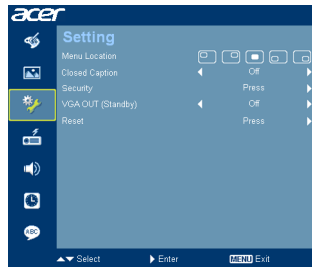 acer
Setting
Menu Location
Closed Caption Off
Security Press
VGA OUT (Standby) Off
Reset Press
ABC
Select Enter MENU Exit